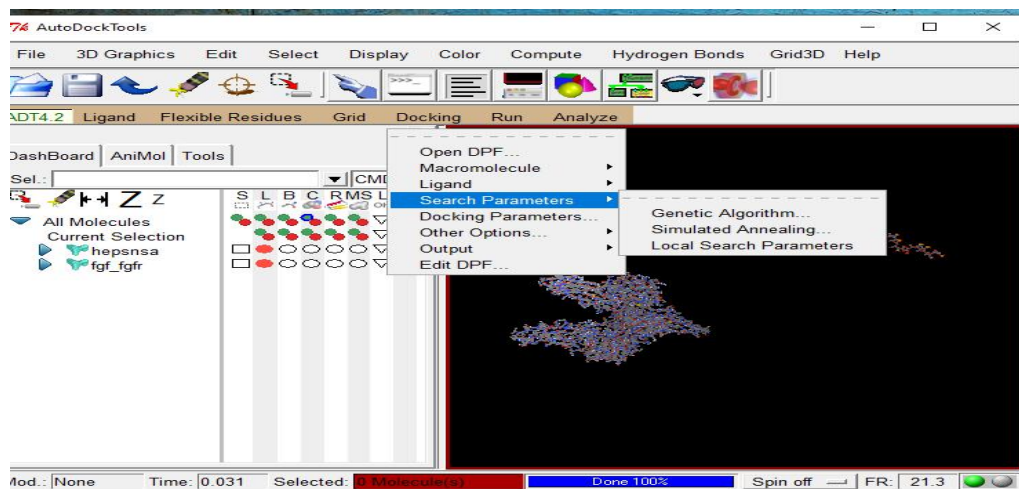 AutoDockTools
File 3D Graphics Edit Select Display Color Compute Hydrogen Bonds Grid3D Help
ADT4.2 Ligand Flexible Residues Grid Docking Run Analyze
DashBoard AniMol Tools
Sel.: CMD
Z Z S L B C R MS L
All Molecules
Current Selection
hepsnsa
fgf_fgfr
Open DPF...
Macromolecule
Ligand
Search Parameters
Docking Parameters...
Other Options...
Output
Edit DPF...
Genetic Algorithm...
Simulated Annealing...
Local Search Parameters
Mod.: None Time: 0.031 Selected: 0 Molecule(s) Done 100% Spin off FR: 21.3